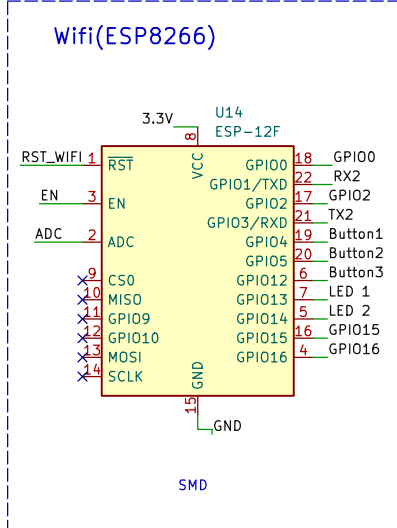 Wifi(ESP8266)
U14
3.3V
ESP-12F
8
VCC
RST_WIFI 1 RST GPIO0 18 GPIO0
GPIO1/TXD 22 RX2
EN 3 EN GPIO2 17 GPIO2
GPIO3/RXD 21 TX2
ADC 2 ADC GPIO4 19 Button1
GPIO5 20 Button2
9 CS0 GPIO12 6 Button3
10 MISO GPIO13 7 LED 1
11 GPIO9 GPIO14 5 LED 2
12 GPIO10 GPIO15 16 GPIO15
13 MOSI GPIO16 4 GPIO16
14 SCLK
GND
15
GND
SMD